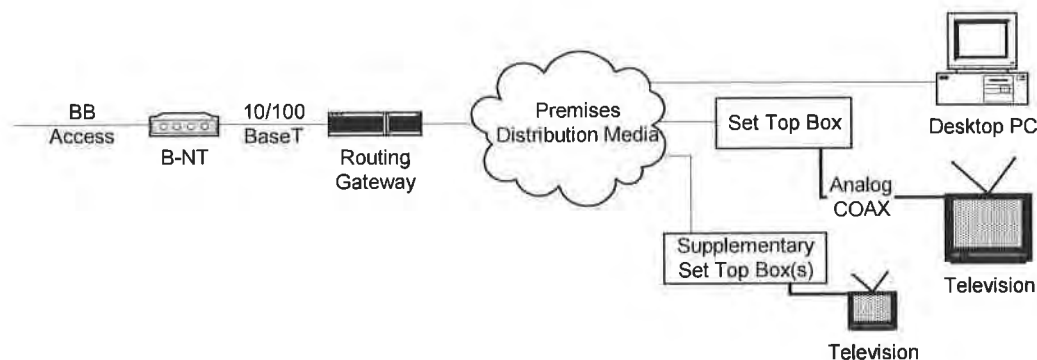 BB
Access
B-NT
10/100
BaseT
Routing
Gateway
Premises
Distribution Media
Set Top Box
Desktop PC
Analog
COAX
Television
Supplementary
Set Top Box(s)
Television